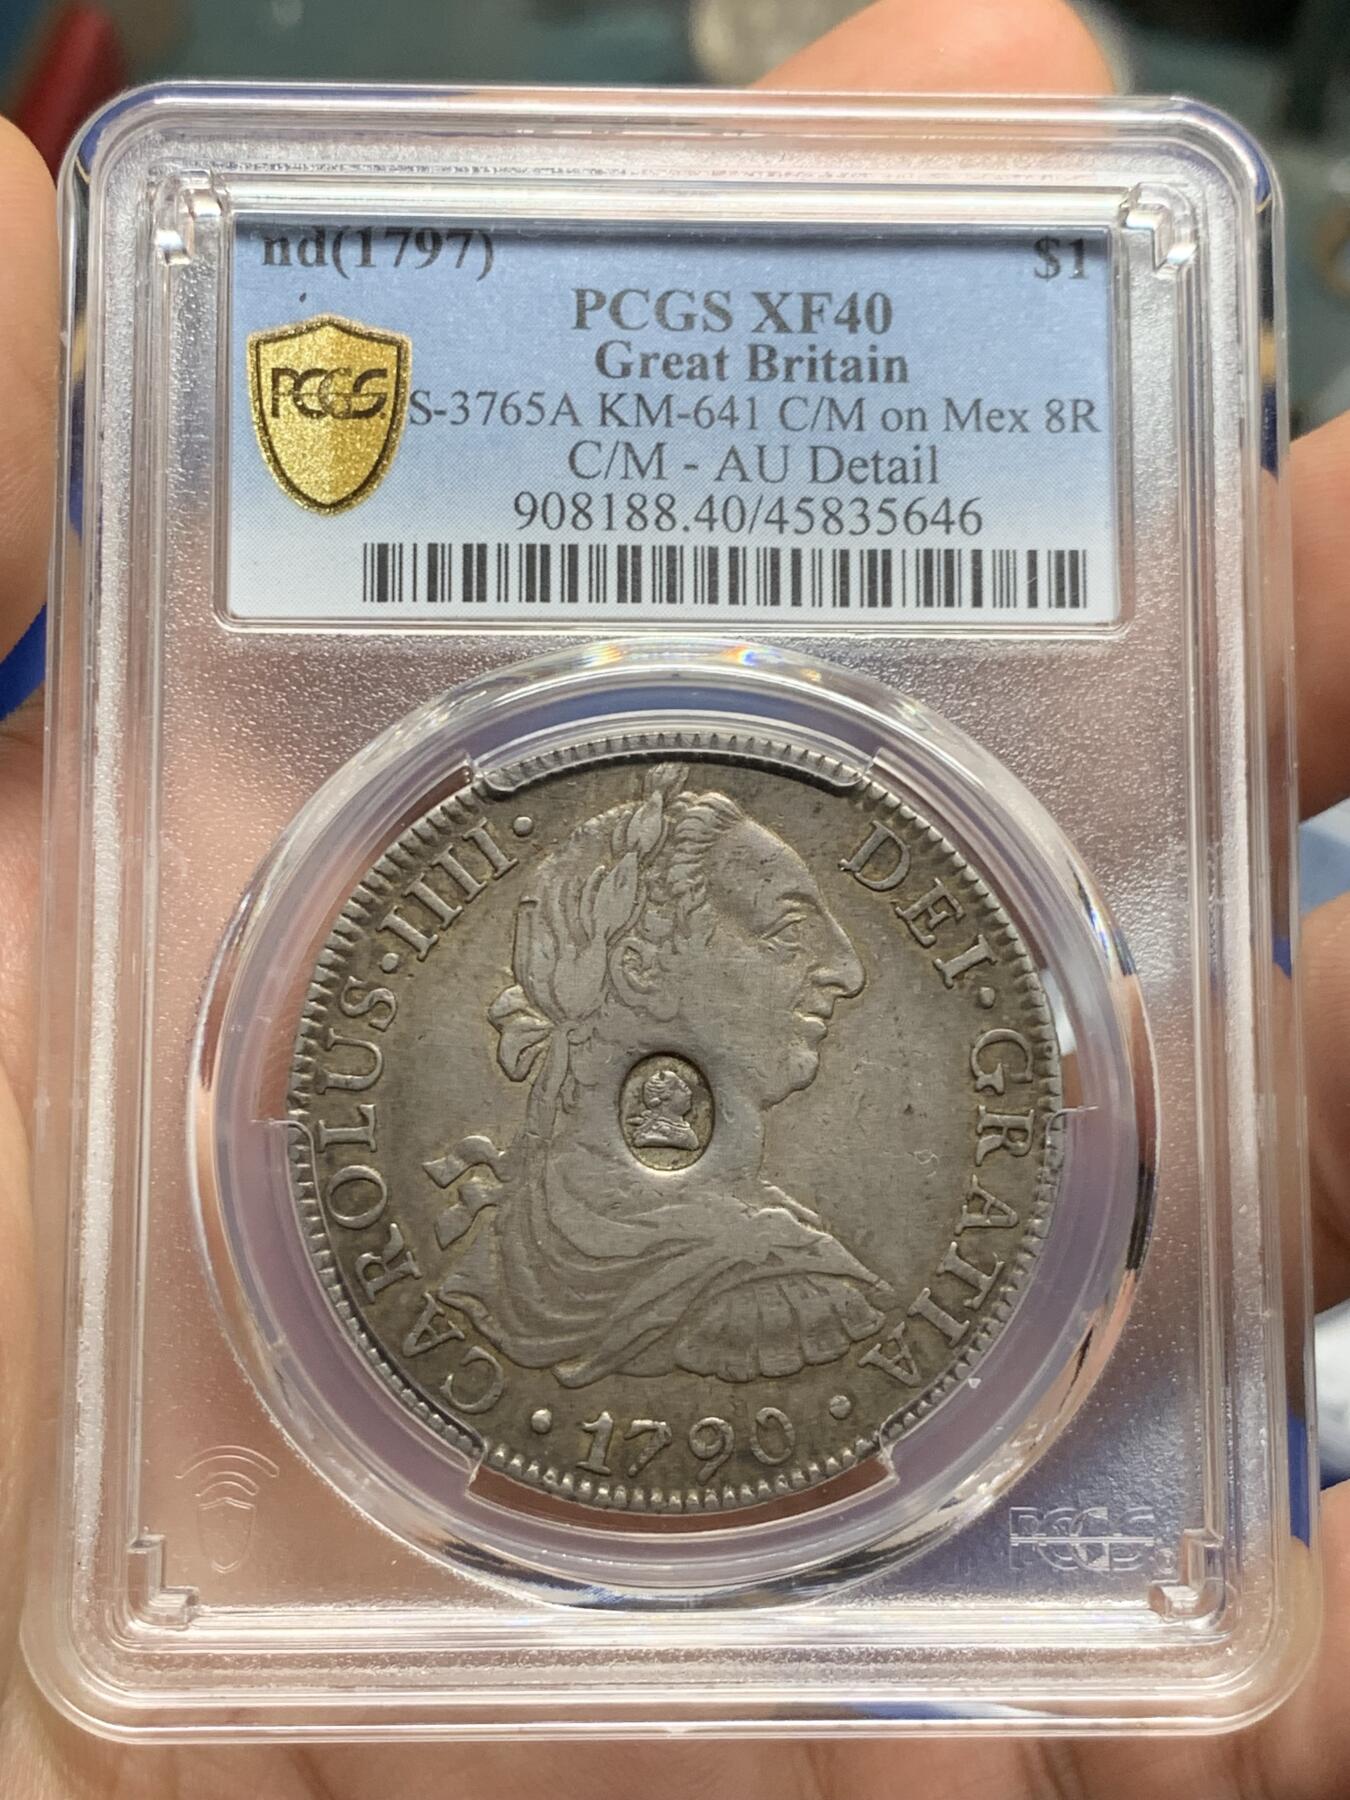 nd(1797) $1
PCGS XF40
Great Britain
PCGS S-3765A KM-641 C/M on Mex 8R
C/M - AU Detail
908188.40/45835646
CAROLUS·IIII· DEI·GRATIA
·1790·
PCGS